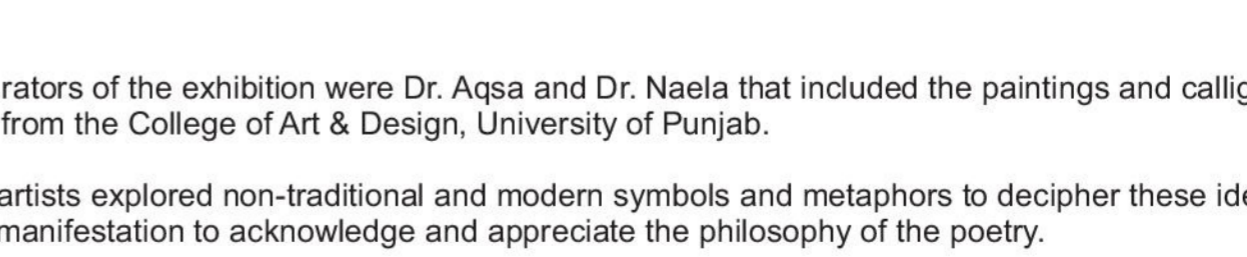 rators of the exhibition were Dr. Aqsa and Dr. Naela that included the paintings and callig
from the College of Art & Design, University of Punjab.
artists explored non-traditional and modern symbols and metaphors to decipher these ide
manifestation to acknowledge and appreciate the philosophy of the poetry.